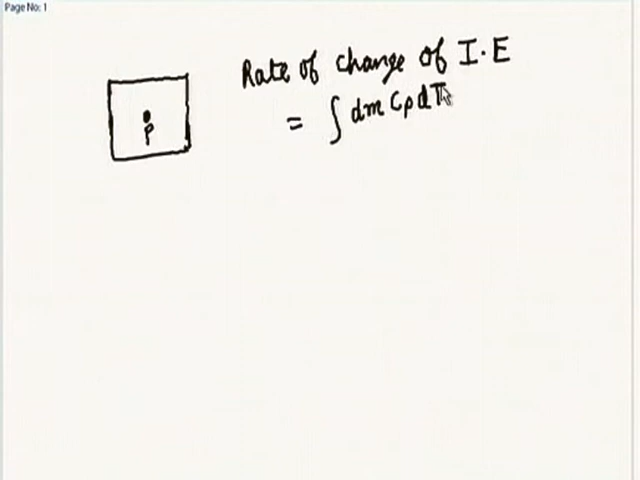 Page No: 1
Rate of change of I.E
= ∫ dm Cp dT
P